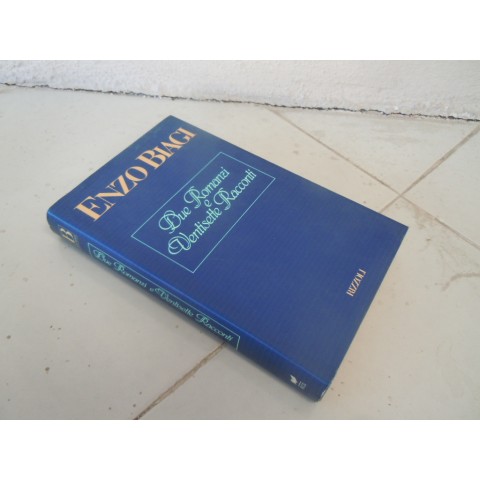 ENZO BIAGI
Due Romanzi
e
Ventisette Racconti
RIZZOLI
B
Due Romanzi e Ventisette Racconti